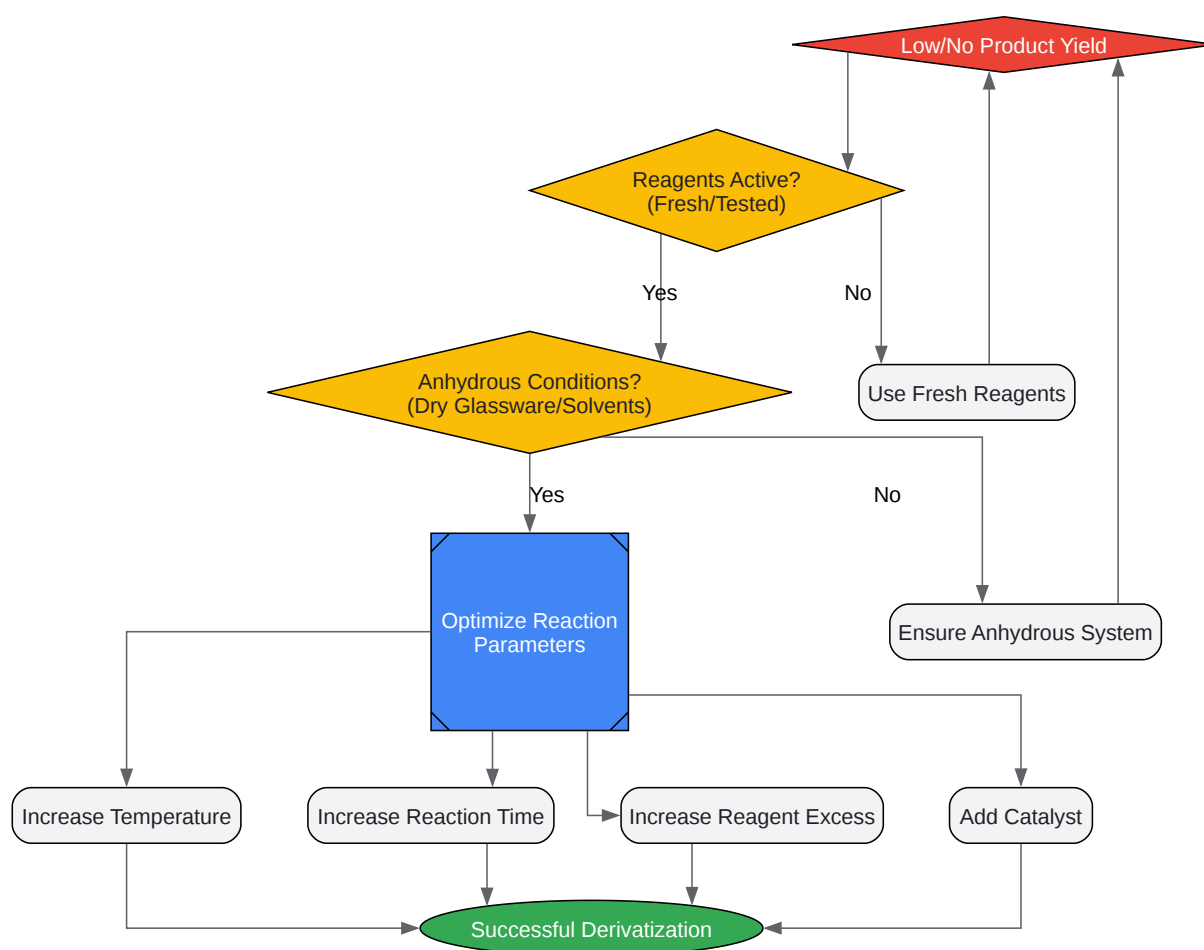 Low/No Product Yield
Reagents Active?
(Fresh/Tested)
Yes
No
Anhydrous Conditions?
(Dry Glassware/Solvents)
Use Fresh Reagents
Yes
No
Optimize Reaction
Parameters
Ensure Anhydrous System
Increase Temperature
Increase Reaction Time
Increase Reagent Excess
Add Catalyst
Successful Derivatization